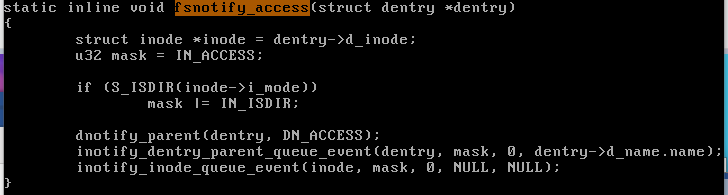 static inline void fsnotify_access(struct dentry *dentry)
{
        struct inode *inode = dentry->d_inode;
        u32 mask = IN_ACCESS;

        if (S_ISDIR(inode->i_mode))
                mask |= IN_ISDIR;

        dnotify_parent(dentry, DN_ACCESS);
        inotify_dentry_parent_queue_event(dentry, mask, 0, dentry->d_name.name);
        inotify_inode_queue_event(inode, mask, 0, NULL, NULL);
}